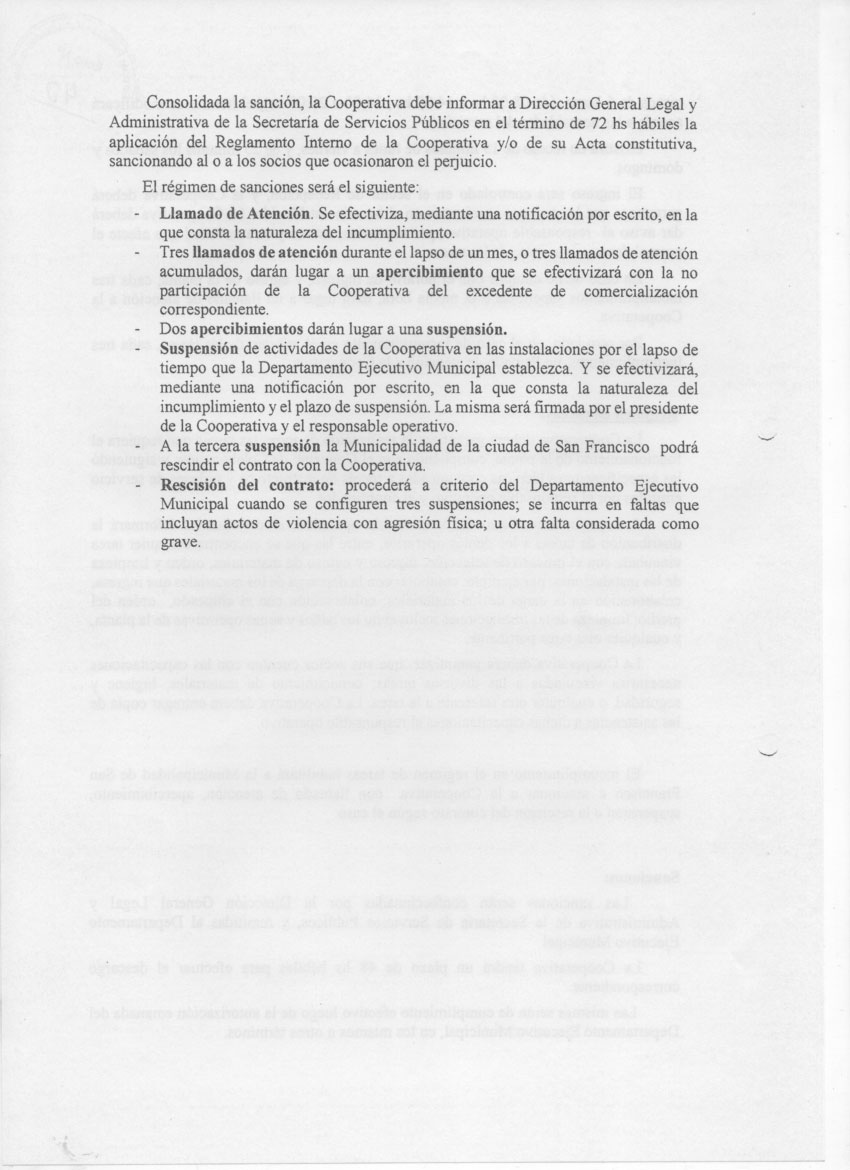 Consolidada la sanción, la Cooperativa debe informar a Dirección General Legal y
Administrativa de la Secretaría de Servicios Públicos en el término de 72 hs hábiles la
aplicación del Reglamento Interno de la Cooperativa y/o de su Acta constitutiva,
sancionando al o a los socios que ocasionaron el perjuicio.
El régimen de sanciones será el siguiente:
- Llamado de Atención. Se efectiviza, mediante una notificación por escrito, en la
que consta la naturaleza del incumplimiento.
- Tres llamados de atención durante el lapso de un mes, o tres llamados de atención
acumulados, darán lugar a un apercibimiento que se efectivizará con la no
participación de la Cooperativa del excedente de comercialización
correspondiente.
- Dos apercibimientos darán lugar a una suspensión.
- Suspensión de actividades de la Cooperativa en las instalaciones por el lapso de
tiempo que la Departamento Ejecutivo Municipal establezca. Y se efectivizará,
mediante una notificación por escrito, en la que consta la naturaleza del
incumplimiento y el plazo de suspensión. La misma será firmada por el presidente
de la Cooperativa y el responsable operativo.
- A la tercera suspensión la Municipalidad de la ciudad de San Francisco podrá
rescindir el contrato con la Cooperativa.
- Rescisión del contrato: procederá a criterio del Departamento Ejecutivo
Municipal cuando se configuren tres suspensiones; se incurra en faltas que
incluyan actos de violencia con agresión física; u otra falta considerada como
grave.